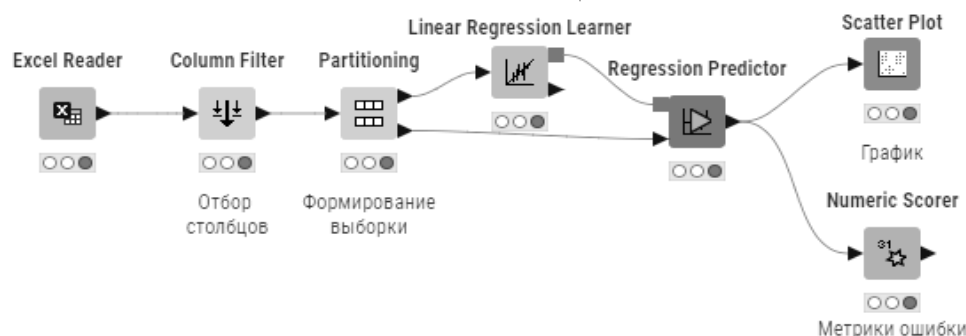 Scatter Plot
Linear Regression Learner
Excel Reader
Column Filter
Partitioning
Regression Predictor
X
График
Отбор
столбцов
Формирование
выборки
Numeric Scorer
31
Метрики ошибки